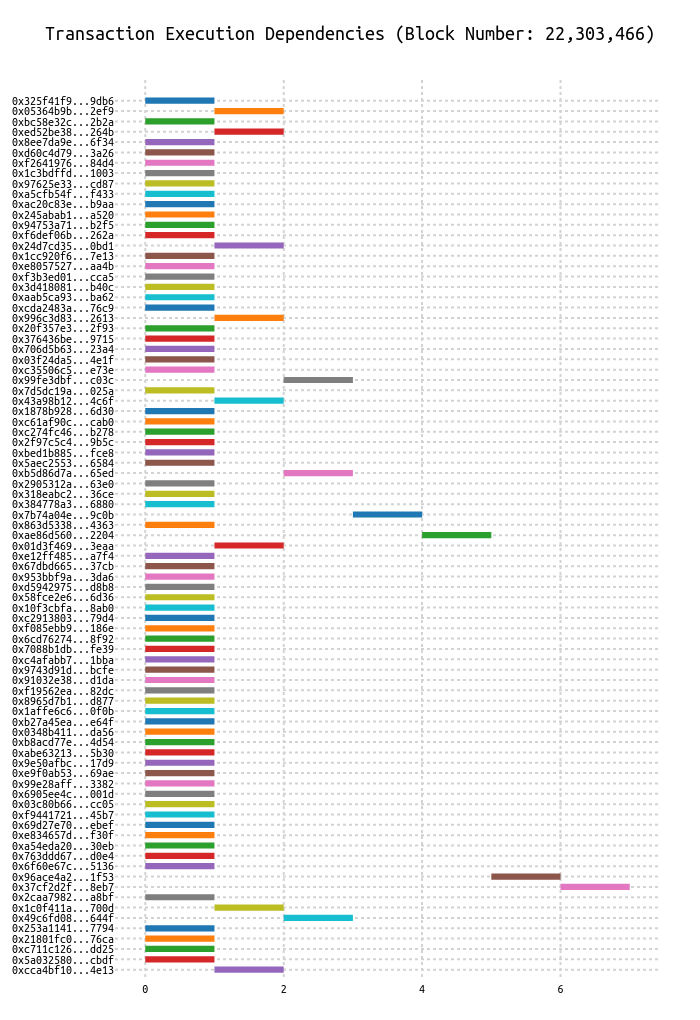 Transaction Execution Dependencies (Block Number: 22,303,466)
0x325f41f9...9db6
0x05364b9b...2ef9
0xbc58e32c...2b2a
0xed52be38...264b
0x8ee7da9e...6f34
0xd60c4d79...3a26
0xf2641976...84d4
0x1c3bdffd...1003
0x97625e33...cd87
0xa5cfb54f...f433
0xac20c83e...b9aa
0x245abab1...a520
0x94753a71...b2f5
0xf6def06b...262a
0x24d7cd35...0bd1
0x1cc920f6...7e13
0xe8057527...aa4b
0xf3b3ed01...cca5
0x3d418081...b40c
0xaab5ca93...ba62
0xcda2483a...76c9
0x996c3d83...2613
0x20f357e3...2f93
0x376436be...9715
0x706d5b63...23a4
0x03f24da5...4e1f
0xc35506c5...e73e
0x99fe3dbf...c03c
0x7d5dc19a...025a
0x43a98b12...4c6f
0x1878b928...6d30
0xc61af90c...cab0
0xc274fc46...b278
0x2f97c5c4...9b5c
0xbed1b885...fce8
0x5aec2553...6584
0xb5d86d7a...65ed
0x2905312a...63e0
0x318eabc2...36ce
0x384778a3...6880
0x7b74a04e...9c0b
0x863d5338...4363
0xae86d560...2204
0x01d3f469...3eaa
0xe12ff485...a7f4
0x67dbd665...37cb
0x953bbf9a...3da6
0xd5942975...d8b8
0x58fce2e6...6d36
0x10f3cbfa...8ab0
0xc2913803...79d4
0xf085ebb9...186e
0x6cd76274...8f92
0x7088b1db...fe39
0xc4afabb7...1bba
0x9743d91d...bcfe
0x91032e38...d1da
0xf19562ea...82dc
0x8965d7b1...d877
0x1affe6c6...0f0b
0xb27a45ea...e64f
0x0348b411...da56
0xb8acd77e...4d54
0xabe63213...5b30
0x9e50afbc...17d9
0xe9f0ab53...69ae
0x99e28aff...3382
0x6905ee4c...001d
0x03c80b66...cc05
0xf9441721...45b7
0x69d27e70...ebef
0xe834657d...f30f
0xa54eda20...30eb
0x763ddd67...d0e4
0x6f60e67c...5136
0x96ace4a2...1f53
0x37cf2d2f...8eb7
0x2caa7982...a8bf
0x1c0f411a...700d
0x49c6fd08...644f
0x253a1141...7794
0x21801fc0...76ca
0xc711c126...dd25
0x5a032580...cbdf
0xcca4bf10...4e13
0 2 4 6